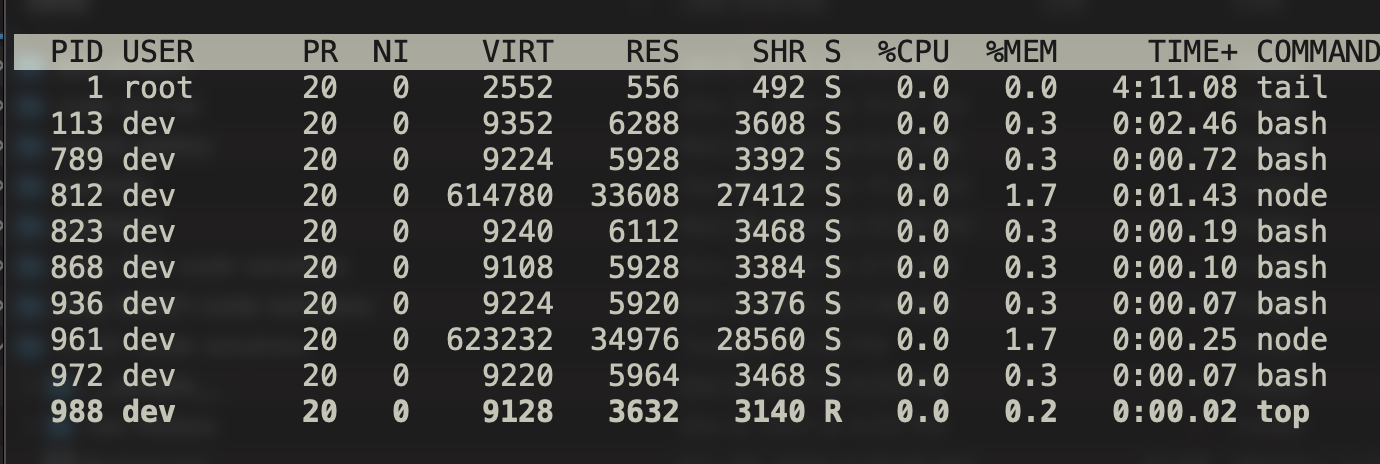 PID USER PR NI VIRT RES SHR S %CPU %MEM TIME+ COMMAND
1 root 20 0 2552 556 492 S 0.0 0.0 4:11.08 tail
113 dev 20 0 9352 6288 3608 S 0.0 0.3 0:02.46 bash
789 dev 20 0 9224 5928 3392 S 0.0 0.3 0:00.72 bash
812 dev 20 0 614780 33608 27412 S 0.0 1.7 0:01.43 node
823 dev 20 0 9240 6112 3468 S 0.0 0.3 0:00.19 bash
868 dev 20 0 9108 5928 3384 S 0.0 0.3 0:00.10 bash
936 dev 20 0 9224 5920 3376 S 0.0 0.3 0:00.07 bash
961 dev 20 0 623232 34976 28560 S 0.0 1.7 0:00.25 node
972 dev 20 0 9220 5964 3468 S 0.0 0.3 0:00.07 bash
988 dev 20 0 9128 3632 3140 R 0.0 0.2 0:00.02 top